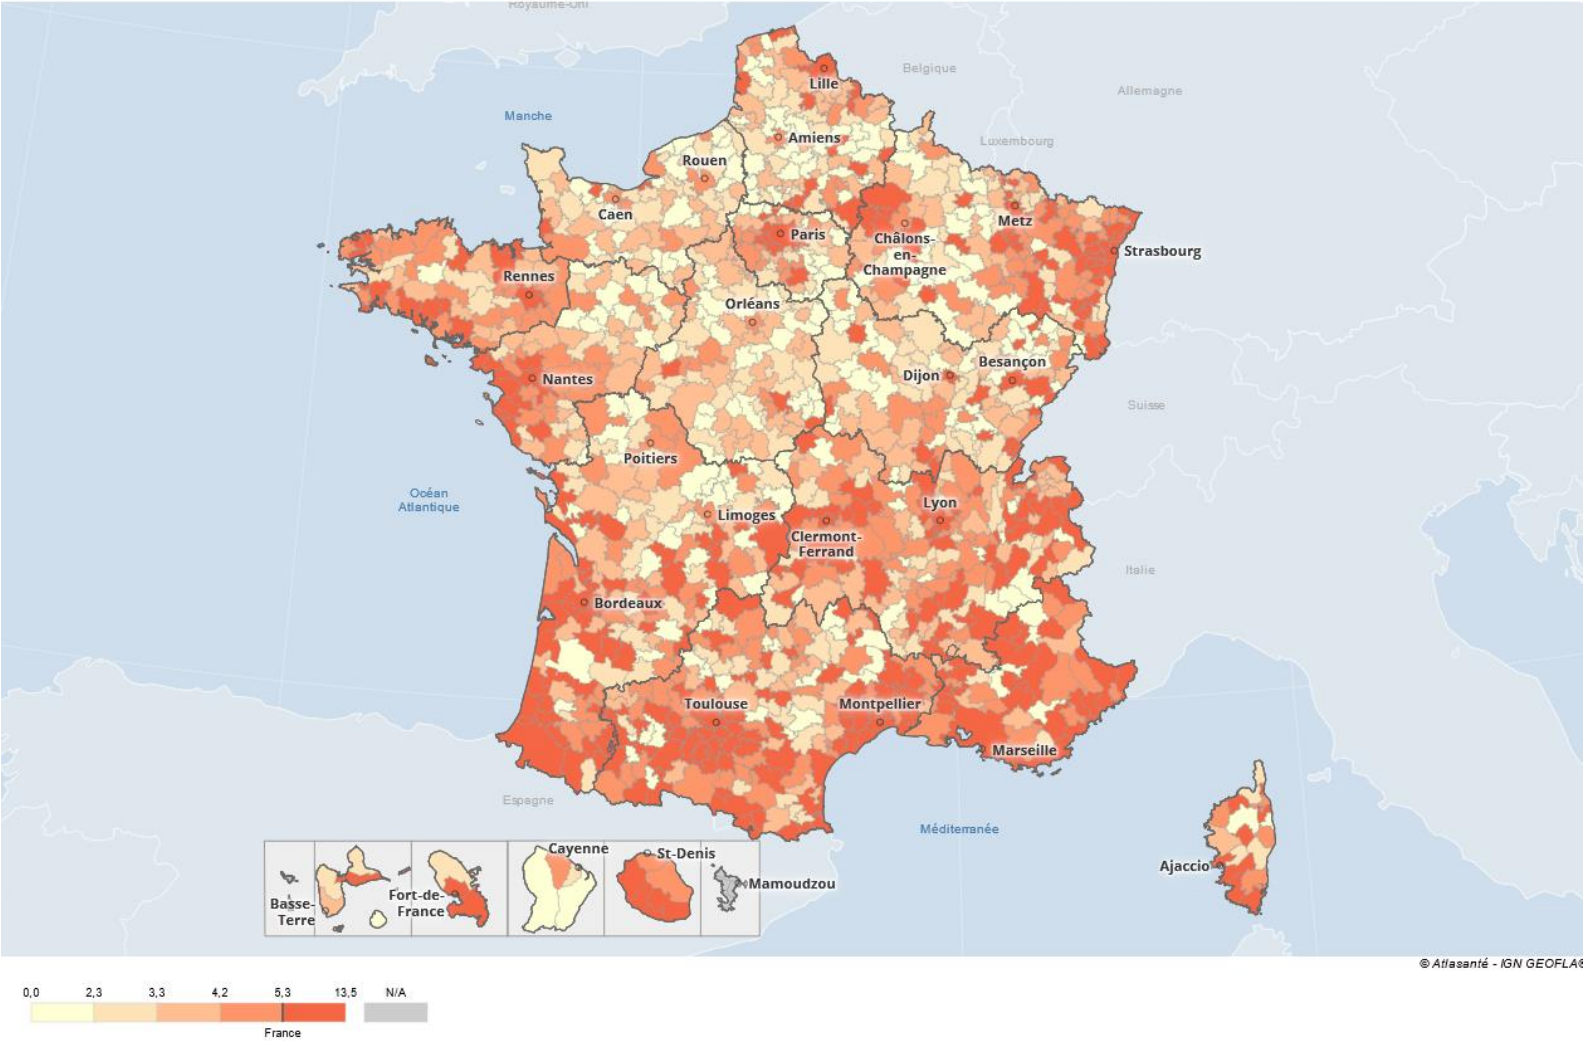 Royaume-Uni
Belgique
Allemagne
Lille
Manche
Amiens
Luxembourg
Rouen
Caen
Paris
Metz
Châlons-
en-
Champagne
Strasbourg
Rennes
Orléans
Besançon
Dijon
Nantes
Suisse
Poitiers
Océan
Atlantique
Limoges
Lyon
Clermont-
Ferrand
Italie
Bordeaux
Toulouse
Montpellier
Marseille
Espagne
Méditerranée
Cayenne
St-Denis
Ajaccio
Mamoudzou
Basse-
Terre
Fort-de-
France
© Atlasanté - IGN GEOFLA®
0,0 2,3 3,3 4,2 5,3 13,5 N/A
France